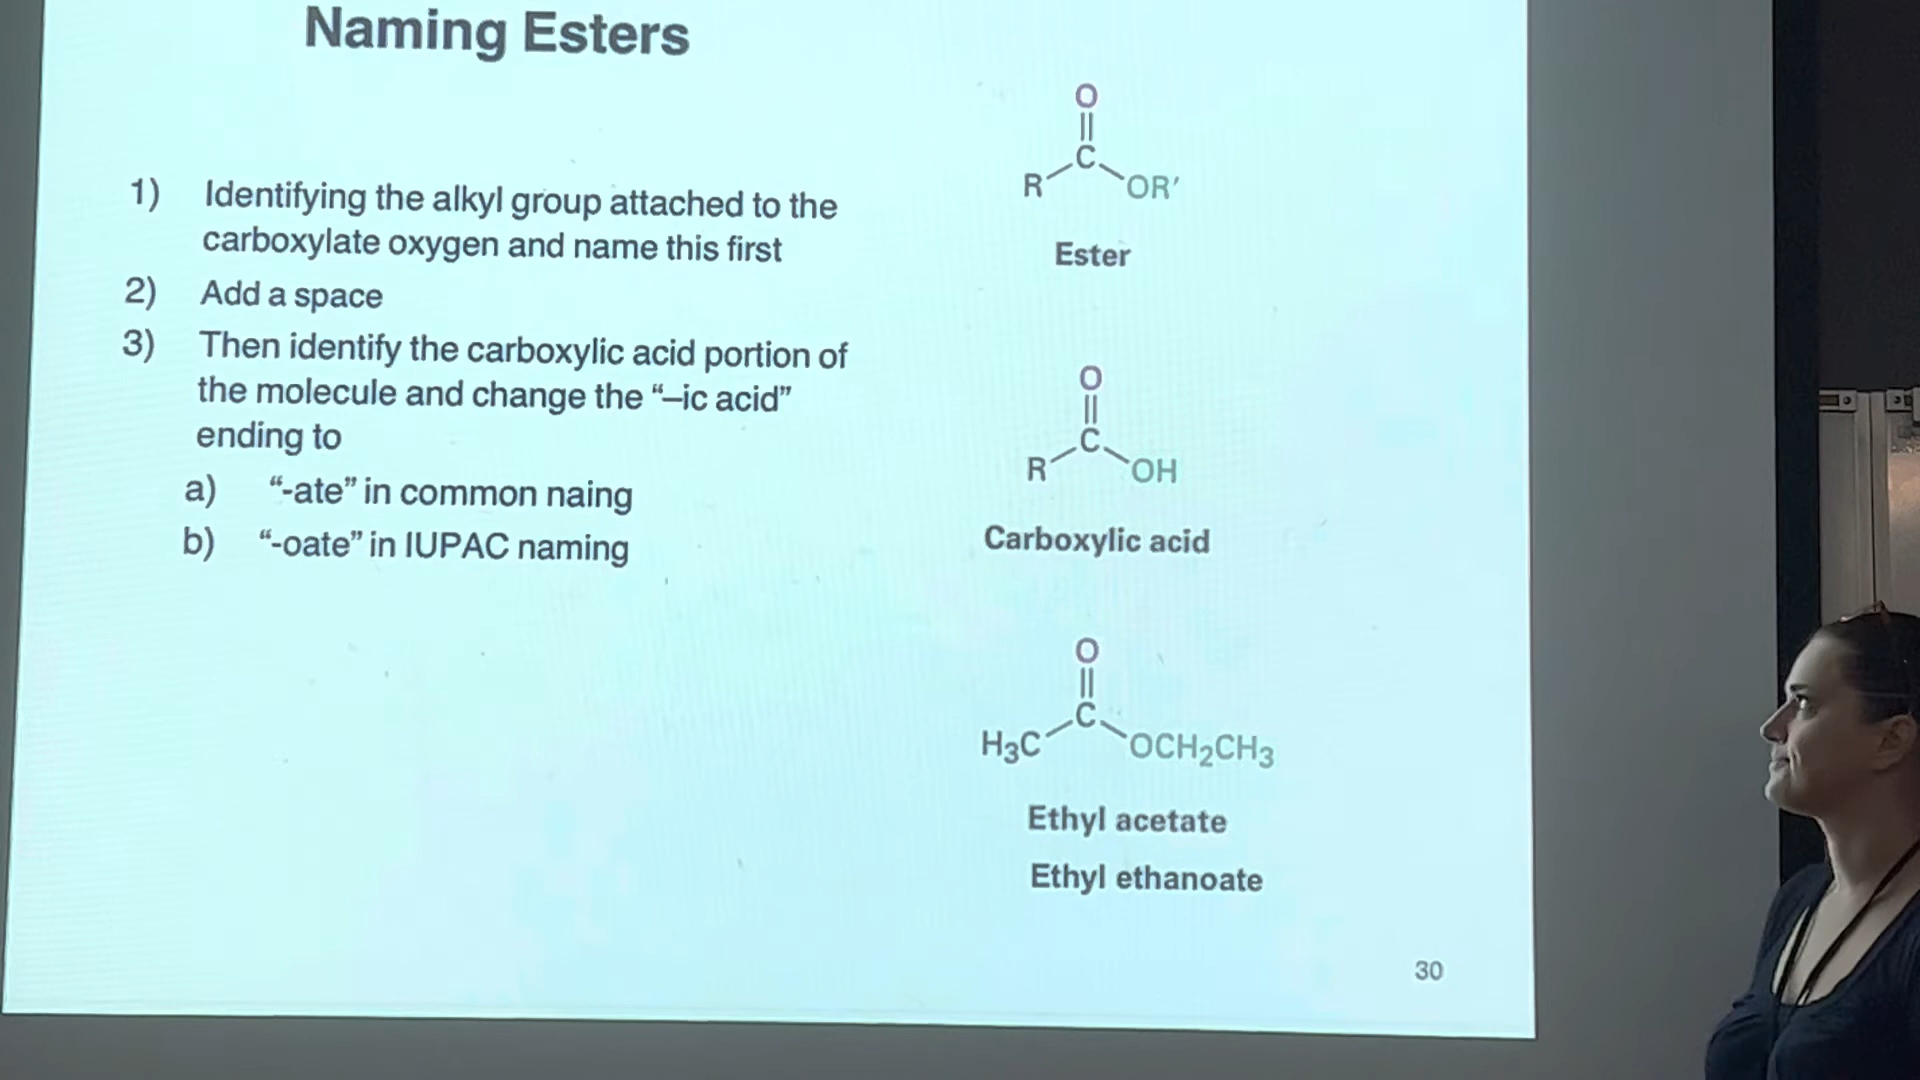 Naming Esters
1) Identifying the alkyl group attached to the
carboxylate oxygen and name this first
2) Add a space
3) Then identify the carboxylic acid portion of
the molecule and change the “–ic acid”
ending to
a) “-ate” in common naing
b) “-oate” in IUPAC naming
O
C
R OR′
Ester
O
C
R OH
Carboxylic acid
O
C
H3C OCH2CH3
Ethyl acetate
Ethyl ethanoate
30